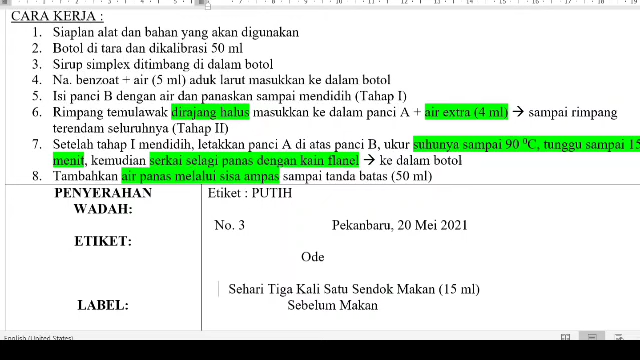 CARA KERJA:
1. Siaplan alat dan bahan yang akan digunakan
2. Botol di tara dan dikalibrasi 50 ml
3. Sirup simplex ditimbang di dalam botol
4. Na. benzoat + air (5 ml) aduk larut masukkan ke dalam botol
5. Isi panci B dengan air dan panaskan sampai mendidih (Tahap I)
6. Rimpang temulawak dirajang halus masukkan ke dalam panci A + air extra (4 ml) → sampai rimpang
terendam seluruhnya (Tahap II)
7. Setelah tahap I mendidih, letakkan panci A di atas panci B, ukur suhunya sampai 90 ⁰C, tunggu sampai 15
menit, kemudian serkai selagi panas dengan kain flanel → ke dalam botol
8. Tambahkan air panas melalui sisa ampas sampai tanda batas (50 ml)
PENYERAHAN
WADAH:
ETIKET:
LABEL:
Etiket : PUTIH
No. 3 Pekanbaru, 20 Mei 2021
Ode
Sehari Tiga Kali Satu Sendok Makan (15 ml)
Sebelum Makan
English (United States)